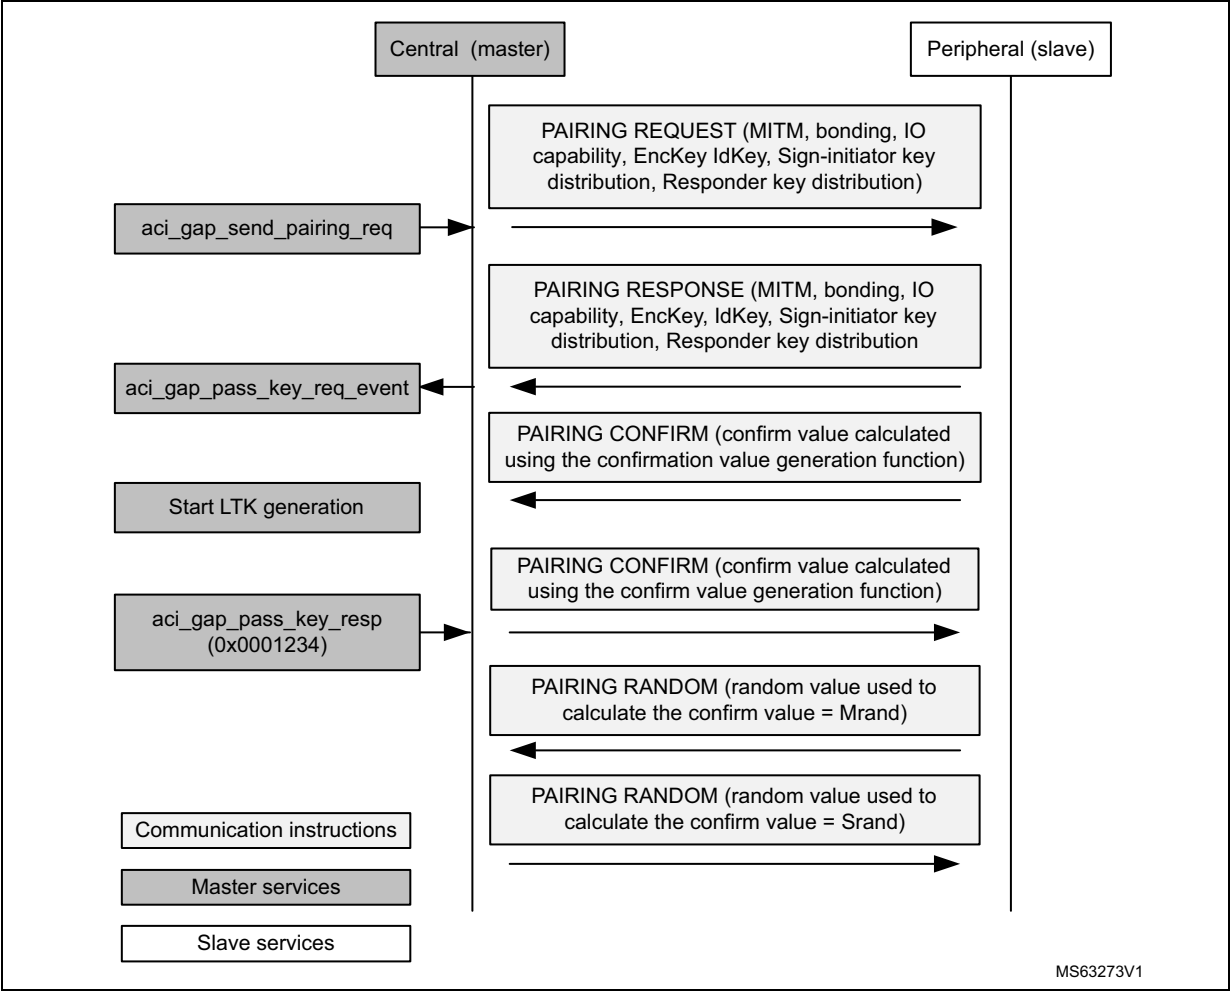 Central (master)
Peripheral (slave)
PAIRING REQUEST (MITM, bonding, IO
capability, EncKey IdKey, Sign-initiator key
distribution, Responder key distribution)
aci_gap_send_pairing_req
PAIRING RESPONSE (MITM, bonding, IO
capability, EncKey, IdKey, Sign-initiator key
distribution, Responder key distribution
aci_gap_pass_key_req_event
PAIRING CONFIRM (confirm value calculated
using the confirmation value generation function)
Start LTK generation
PAIRING CONFIRM (confirm value calculated
using the confirm value generation function)
aci_gap_pass_key_resp
(0x0001234)
PAIRING RANDOM (random value used to
calculate the confirm value = Mrand)
PAIRING RANDOM (random value used to
calculate the confirm value = Srand)
Communication instructions
Master services
Slave services
MS63273V1